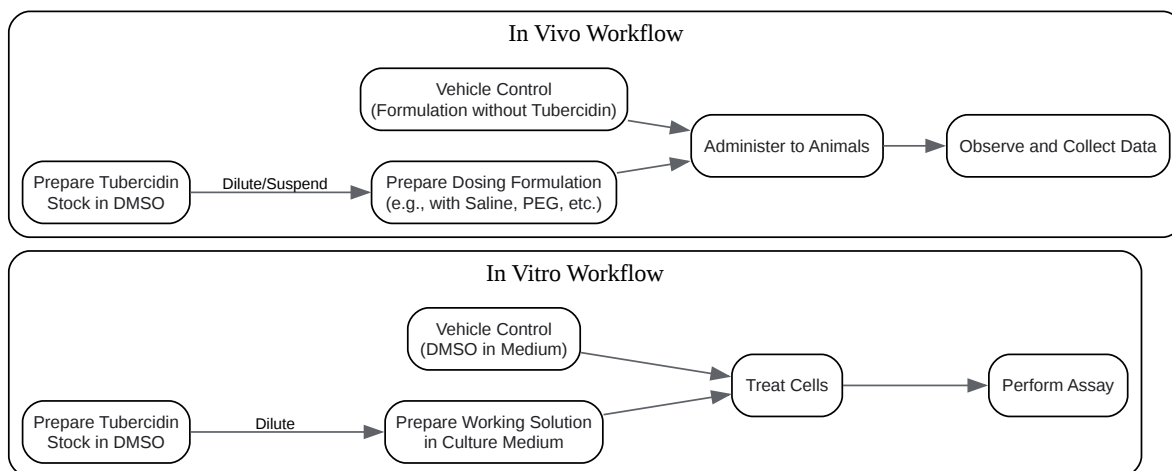 In Vivo Workflow
Vehicle Control
(Formulation without Tubercidin)
Administer to Animals
Observe and Collect Data
Prepare Tubercidin
Stock in DMSO
Dilute/Suspend
Prepare Dosing Formulation
(e.g., with Saline, PEG, etc.)
In Vitro Workflow
Vehicle Control
(DMSO in Medium)
Treat Cells
Perform Assay
Prepare Tubercidin
Stock in DMSO
Dilute
Prepare Working Solution
in Culture Medium